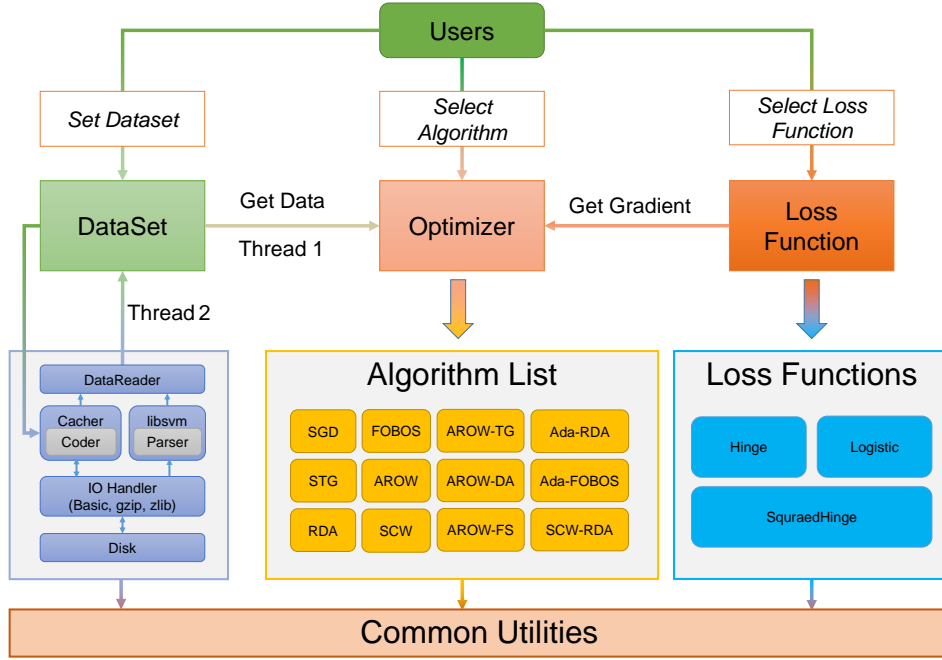 Users
Set Dataset
Select
Algorithm
Select Loss
Function
DataSet
Get Data
Thread 1
Optimizer
Get Gradient
Loss
Function
Thread 2
DataReader
Cacher
Coder
libsvm
Parser
IO Handler
(Basic, gzip, zlib)
Disk
Algorithm List
SGD
FOBOS
AROW-TG
Ada-RDA
STG
AROW
AROW-DA
Ada-FOBOS
RDA
SCW
AROW-FS
SCW-RDA
Loss Functions
Hinge
Logistic
SquraedHinge
Common Utilities